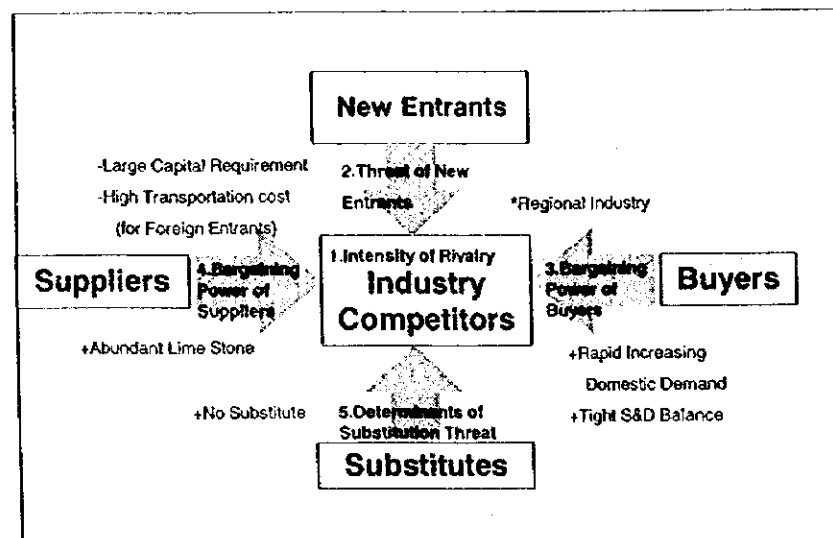 New Entrants
-Large Capital Requirement
-High Transportation cost
(for Foreign Entrants)
2.Threat of New
Entrants
*Regional Industry
Suppliers
4.Bargaining
Power of
Suppliers
1.Intensity of Rivalry
Industry
Competitors
3.Bargaining
Power of
Buyers
Buyers
+Abundant Lime Stone
+Rapid Increasing
Domestic Demand
+Tight S&D Balance
+No Substitute
5.Determinants of
Substitution Threat
Substitutes